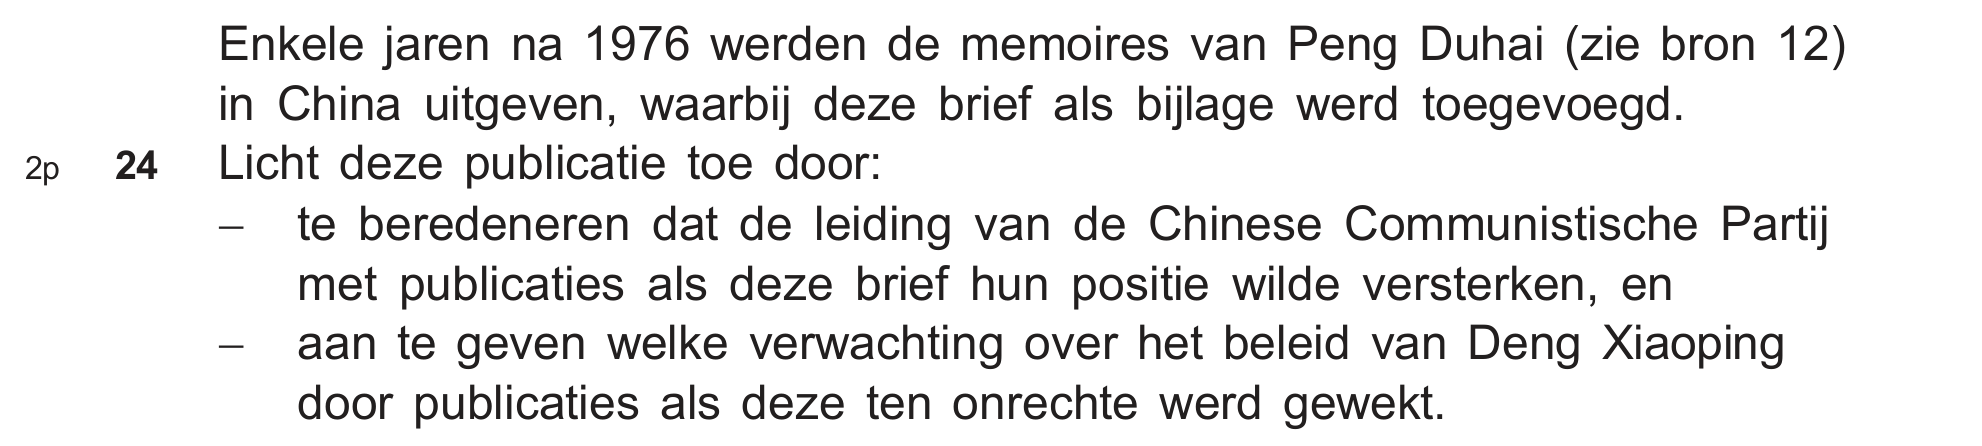 Enkele jaren na 1976 werden de memoires van Peng Duhai (zie bron 12)
in China uitgeven, waarbij deze brief als bijlage werd toegevoegd.
2p 24 Licht deze publicatie toe door:
– te beredeneren dat de leiding van de Chinese Communistische Partij
met publicaties als deze brief hun positie wilde versterken, en
– aan te geven welke verwachting over het beleid van Deng Xiaoping
door publicaties als deze ten onrechte werd gewekt.